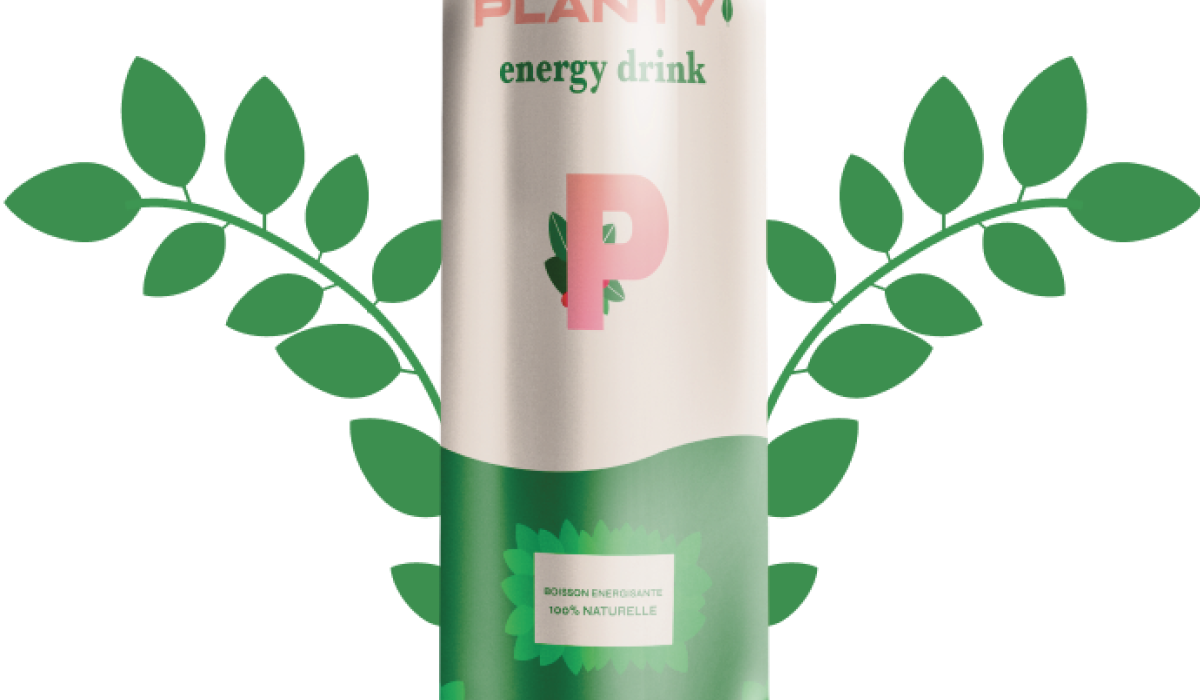 PLANTY
energy drink
P
BOISSON ENERGISANTE
100% NATURELLE